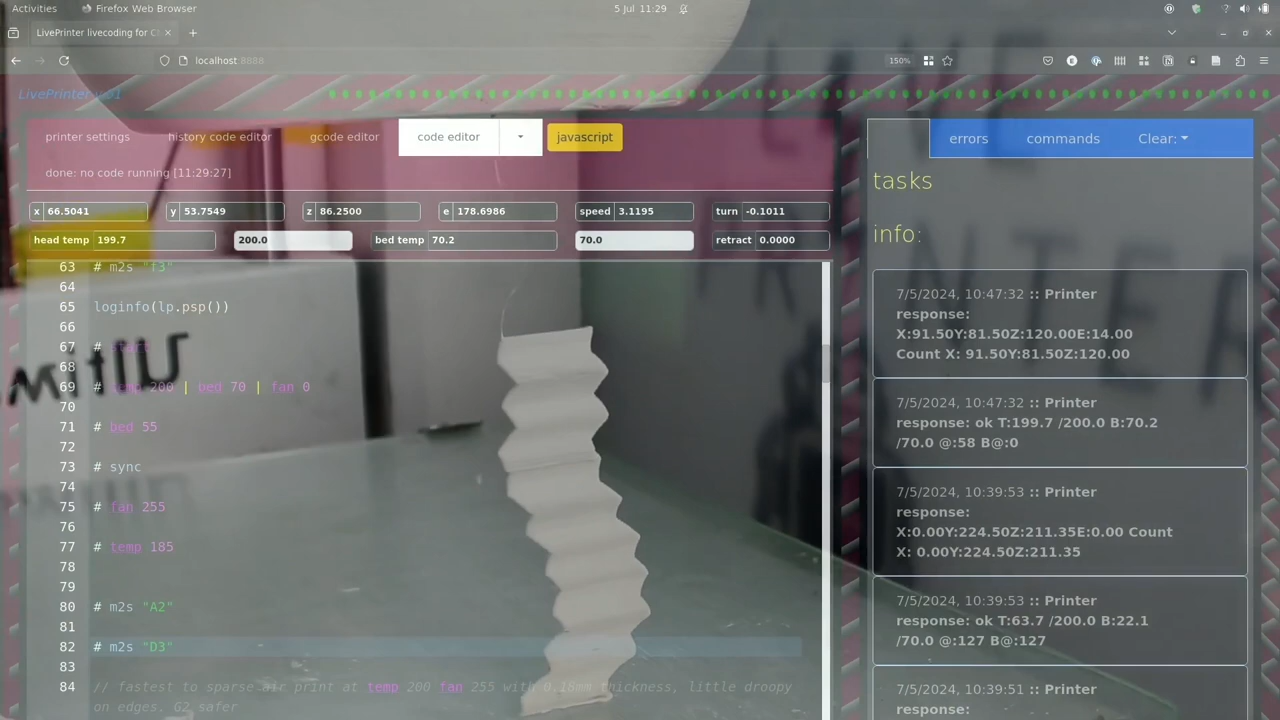 Activities Firefox Web Browser 5 Jul 11:29
LivePrinter livecoding for C
localhost:8888 150%
LivePrinter
printer settings history code editor gcode editor code editor javascript
done: no code running [11:29:27]
x 66.5041 y 53.7549 z 86.2500 e 178.6986 speed 3.1195 turn -0.1011
head temp 199.7 200.0 bed temp 70.2 70.0 retract 0.0000
63 # m2s "f3"
64
65 loginfo(lp.psp())
66
67 #
68
69 # temp 200 | bed 70 | fan 0
70
71 # bed 55
72
73 # sync
74
75 # fan 255
76
77 # temp 185
78
79
80 # m2s "A2"
81
82 # m2s "D3"
83
84 // fastest to sparse air print at temp 200 fan 255 with 0.18mm thickness, little droopy
on edges. G2 safer
errors commands Clear:
tasks
info:
7/5/2024, 10:47:32 :: Printer
response:
X:91.50Y:81.50Z:120.00E:14.00
Count X: 91.50Y:81.50Z:120.00
7/5/2024, 10:47:32 :: Printer
response: ok T:199.7 /200.0 B:70.2
/70.0 @:58 B@:0
7/5/2024, 10:39:53 :: Printer
response:
X:0.00Y:224.50Z:211.35E:0.00 Count
X: 0.00Y:224.50Z:211.35
7/5/2024, 10:39:53 :: Printer
response: ok T:63.7 /200.0 B:22.1
/70.0 @:127 B@:127
7/5/2024, 10:39:51 :: Printer
response:
LIVE
PRINTER